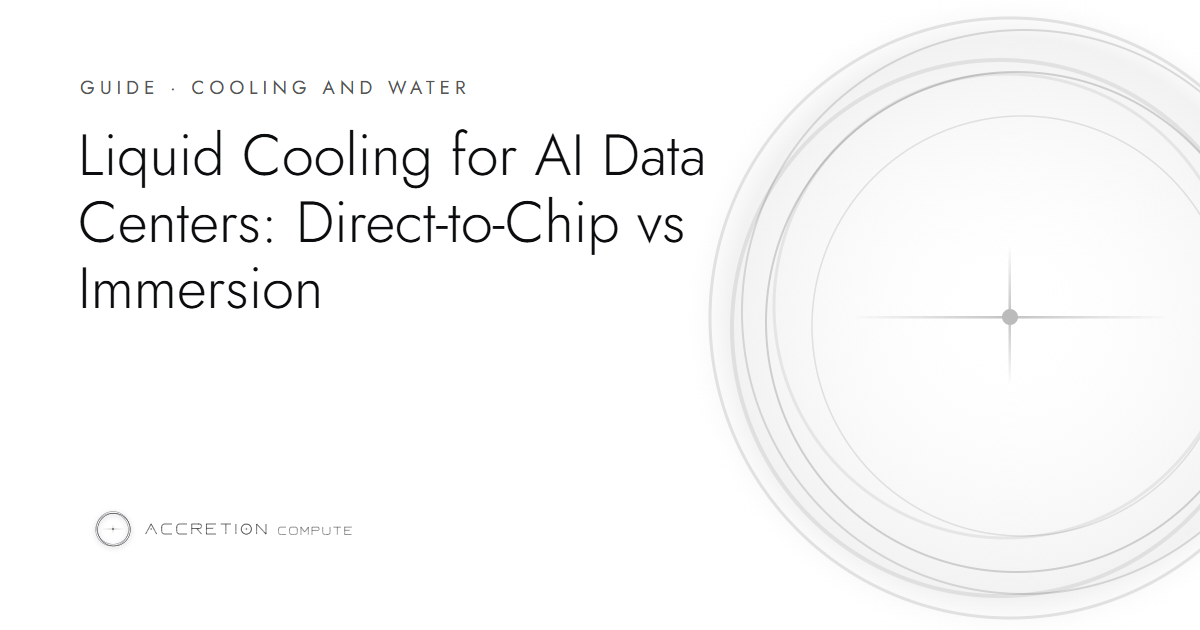 GUIDE · COOLING AND WATER
Liquid Cooling for AI Data
Centers: Direct-to-Chip vs
Immersion
ACCRETION COMPUTE